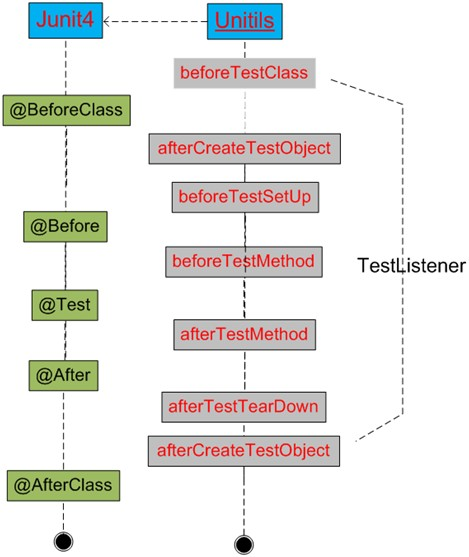 Junit4
Unitils
beforeTestClass
@BeforeClass
afterCreateTestObject
beforeTestSetUp
@Before
beforeTestMethod
TestListener
@Test
afterTestMethod
@After
afterTestTearDown
afterCreateTestObject
@AfterClass